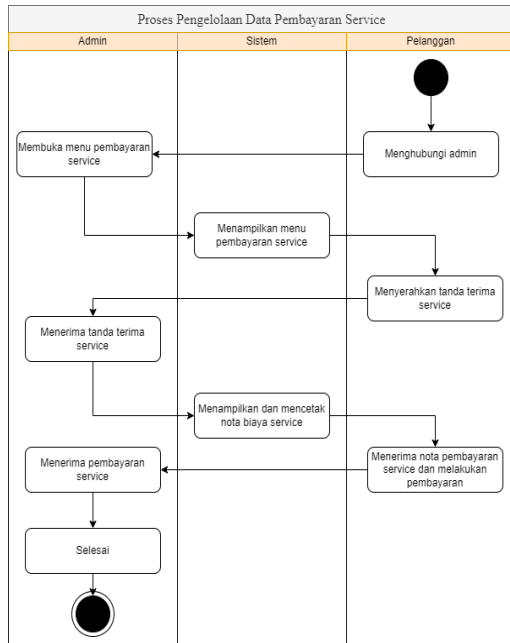 Proses Pengelolaan Data Pembayaran Service
Admin
Sistem
Pelanggan
Menghubungi admin
Membuka menu pembayaran
service
Menampilkan menu
pembayaran service
Menyerahkan tanda terima
service
Menerima tanda terima
service
Menampilkan dan mencetak
nota biaya service
Menerima nota pembayaran
service dan melakukan
pembayaran
Menerima pembayaran
service
Selesai